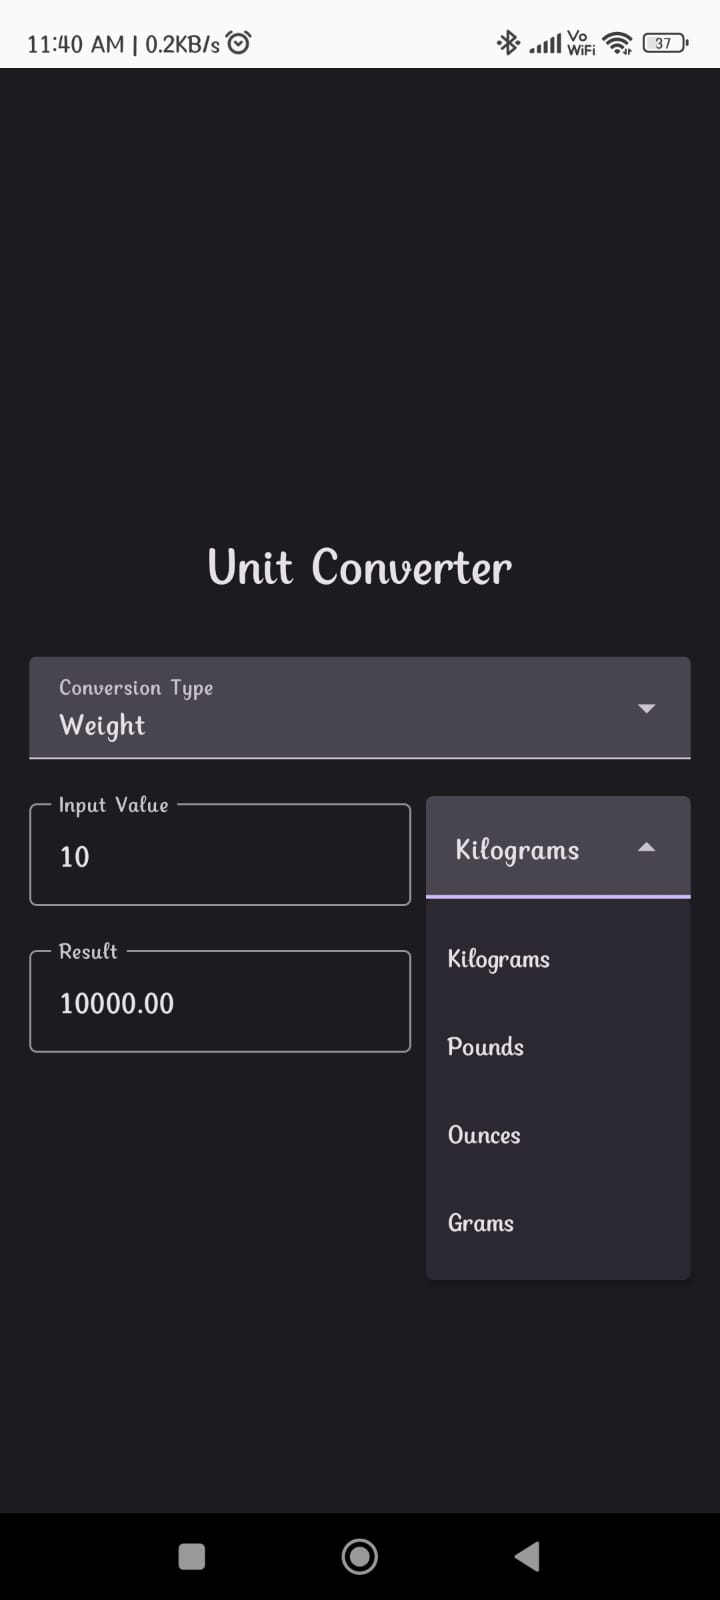 11:40 AM | 0.2KB/s
Vo
WiFi
37
Unit Converter
Conversion Type
Weight
Input Value
10
Kilograms
Result
10000.00
Kilograms
Pounds
Ounces
Grams